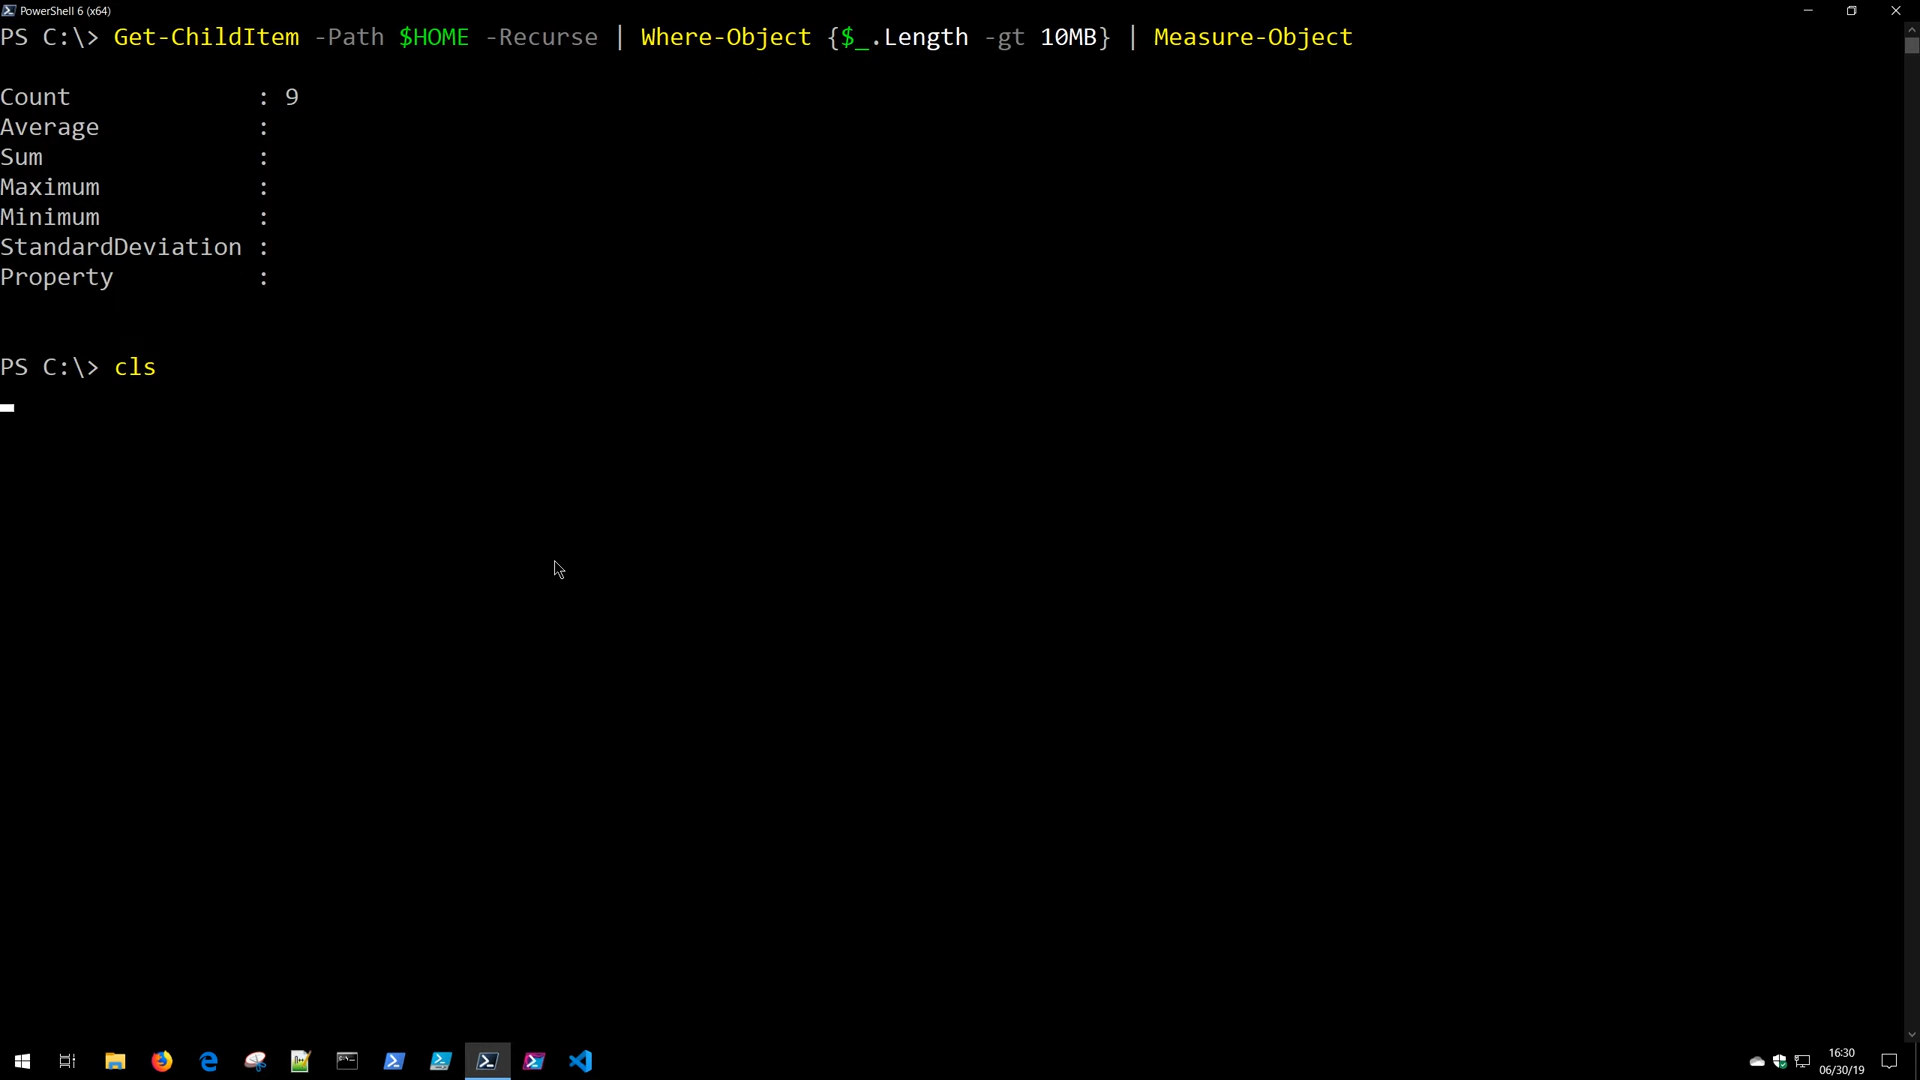 PowerShell 6 (x64)
PS C:\> Get-ChildItem -Path $HOME -Recurse | Where-Object {$_.Length -gt 10MB} | Measure-Object
Count             : 9
Average           :
Sum               :
Maximum           :
Minimum           :
StandardDeviation :
Property          :
PS C:\> cls
16:30
06/30/19